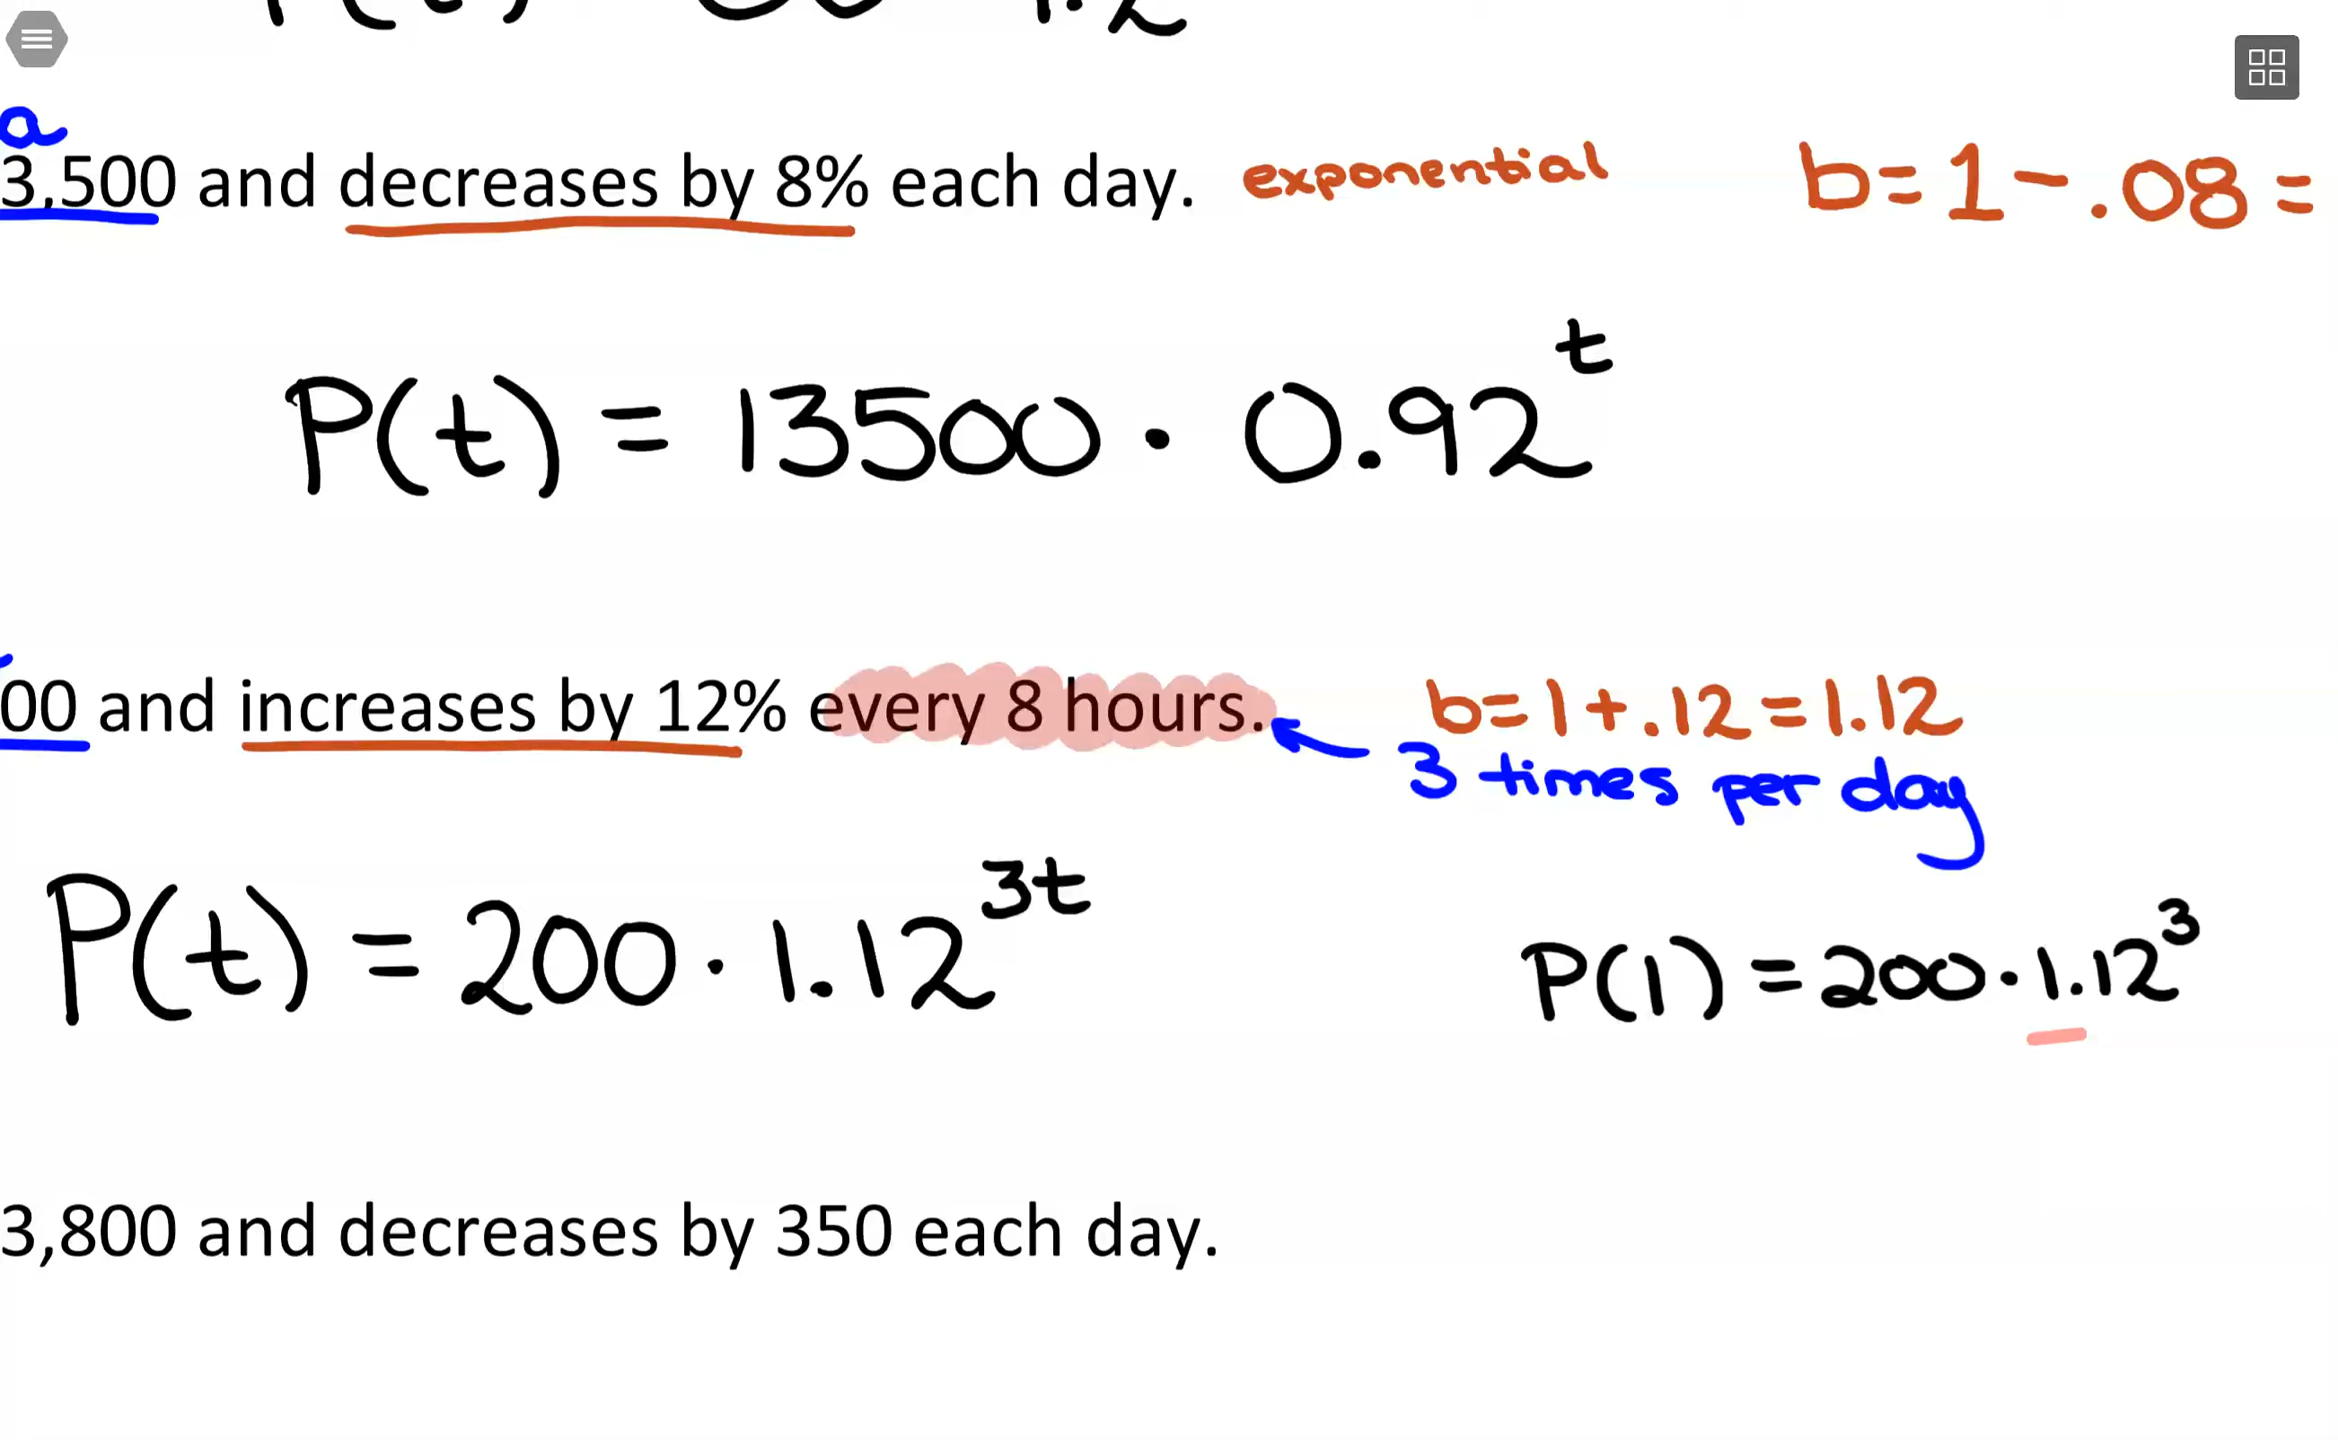 3,500 and decreases by 8% each day. exponential b=1-.08=
a
P(t) = 13500 · 0.92^t
00 and increases by 12% every 8 hours. b=1+.12=1.12
3 times per day
P(t) = 200 · 1.12^3t
P(1) = 200 · 1.12^3
3,800 and decreases by 350 each day.